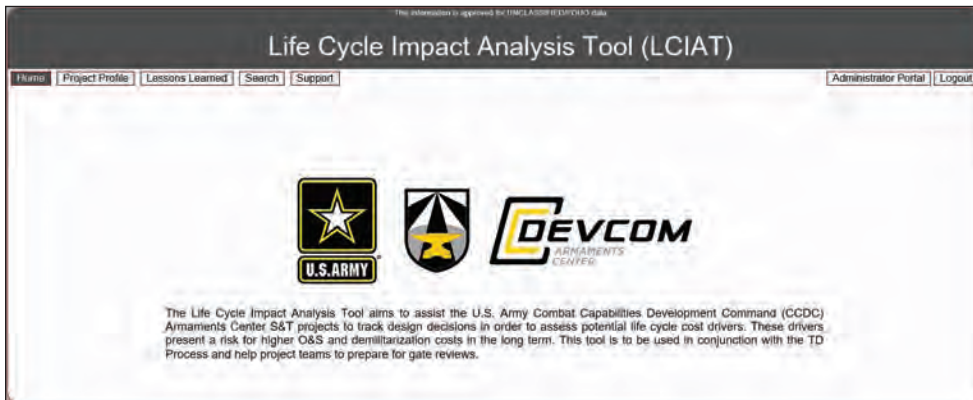 This information is approved for UNCLASSIFIED/FOUO data
Life Cycle Impact Analysis Tool (LCIAT)
Home Project Profile Lessons Learned Search Support Administrator Portal Logout
U.S.ARMY
DEVCOM
ARMAMENTS
CENTER
The Life Cycle Impact Analysis Tool aims to assist the U.S. Army Combat Capabilities Development Command (CCDC)
Armaments Center S&T projects to track design decisions in order to assess potential life cycle cost drivers. These drivers
present a risk for higher O&S and demilitarization costs in the long term. This tool is to be used in conjunction with the TD
Process and help project teams to prepare for gate reviews.